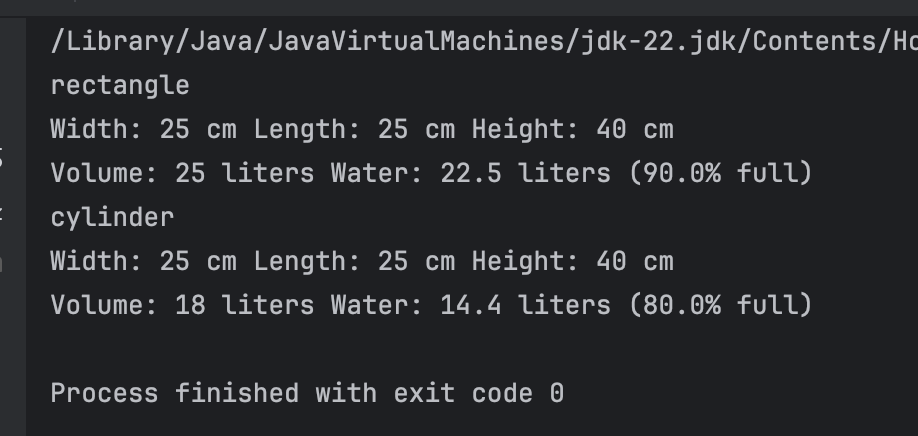 /Library/Java/JavaVirtualMachines/jdk-22.jdk/Contents/Ho
rectangle
Width: 25 cm Length: 25 cm Height: 40 cm
Volume: 25 liters Water: 22.5 liters (90.0% full)
cylinder
Width: 25 cm Length: 25 cm Height: 40 cm
Volume: 18 liters Water: 14.4 liters (80.0% full)
Process finished with exit code 0